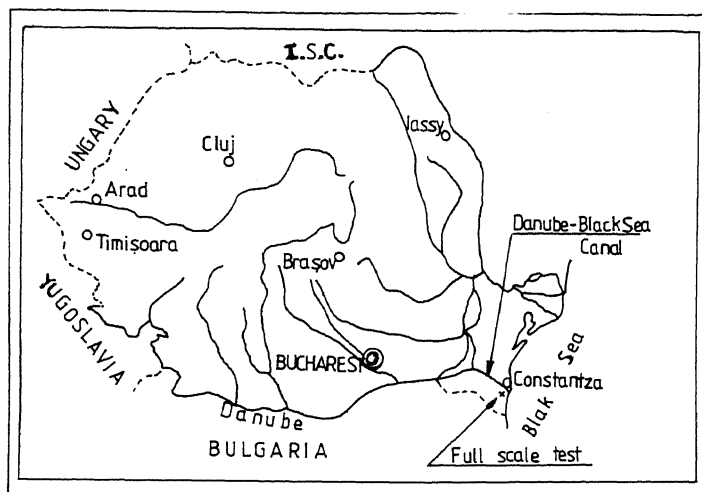 I.S.C.
UNGARY
Iassy
Cluj
Arad
Timişoara
Danube-Black Sea
Canal
Braşov
YUGOSLAVIA
BUCHAREST
Constantza
Blak Sea
Danube
BULGARIA
Full scale test